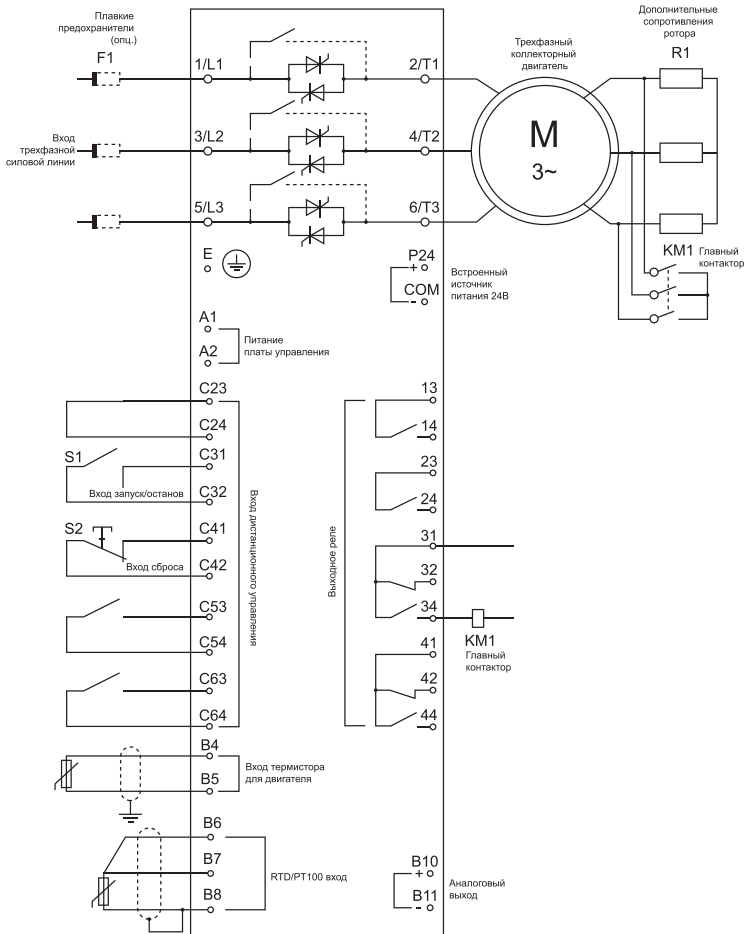 Плавкие
предохранители
(опц.)
F1
Дополнительные
сопротивления
ротора
R1
Трехфазный
коллекторный
двигатель
1/L1
2/T1
Вход
трехфазной
силовой линии
3/L2
4/T2
M
3~
5/L3
6/T3
E
P24
+
COM
-
Встроенный
источник
питания 24В
KM1
Главный
контактор
A1
A2
Питание
платы управления
C23
C24
S1
C31
Вход запуск/останов
C32
S2
C41
Вход сброса
C42
C53
C54
C63
C64
Вход дистанционного управления
13
14
23
24
31
32
34
41
42
44
Выходное реле
KM1
Главный
контактор
B4
B5
Вход термистора
для двигателя
B6
B7
B8
RTD/PT100 вход
B10
+
B11
-
Аналоговый
выход